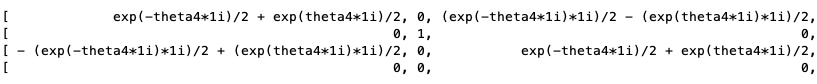 [             exp(-theta4*1i)/2 + exp(theta4*1i)/2, 0, (exp(-theta4*1i)*1i)/2 - (exp(theta4*1i)*1i)/2,
[                                                0, 1,                                              0,
[ - (exp(-theta4*1i)*1i)/2 + (exp(theta4*1i)*1i)/2, 0,           exp(-theta4*1i)/2 + exp(theta4*1i)/2,
[                                                0, 0,                                              0,